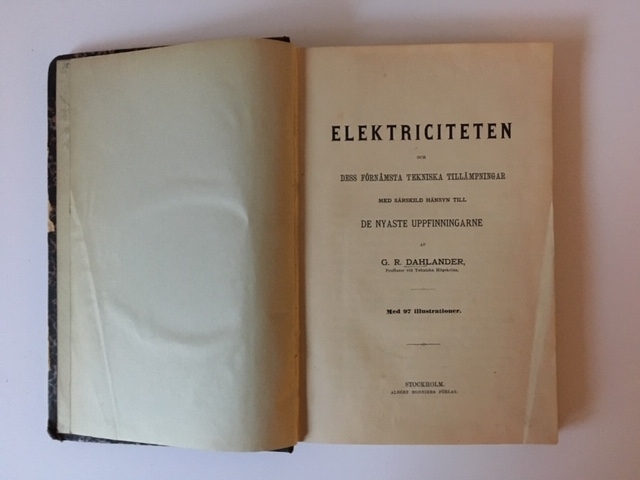 ELEKTRICITETEN
OCH
DESS FÖRNÄMSTA TEKNISKA TILLÄMPNINGAR
MED SÄRSKILD HÄNSYN TILL
DE NYASTE UPPFINNINGARNE
AF
G. R. DAHLANDER,
Professor vid Tekniska Högskolan.
Med 97 illustrationer.
STOCKHOLM.
ALBERT BONNIERS FÖRLAG.